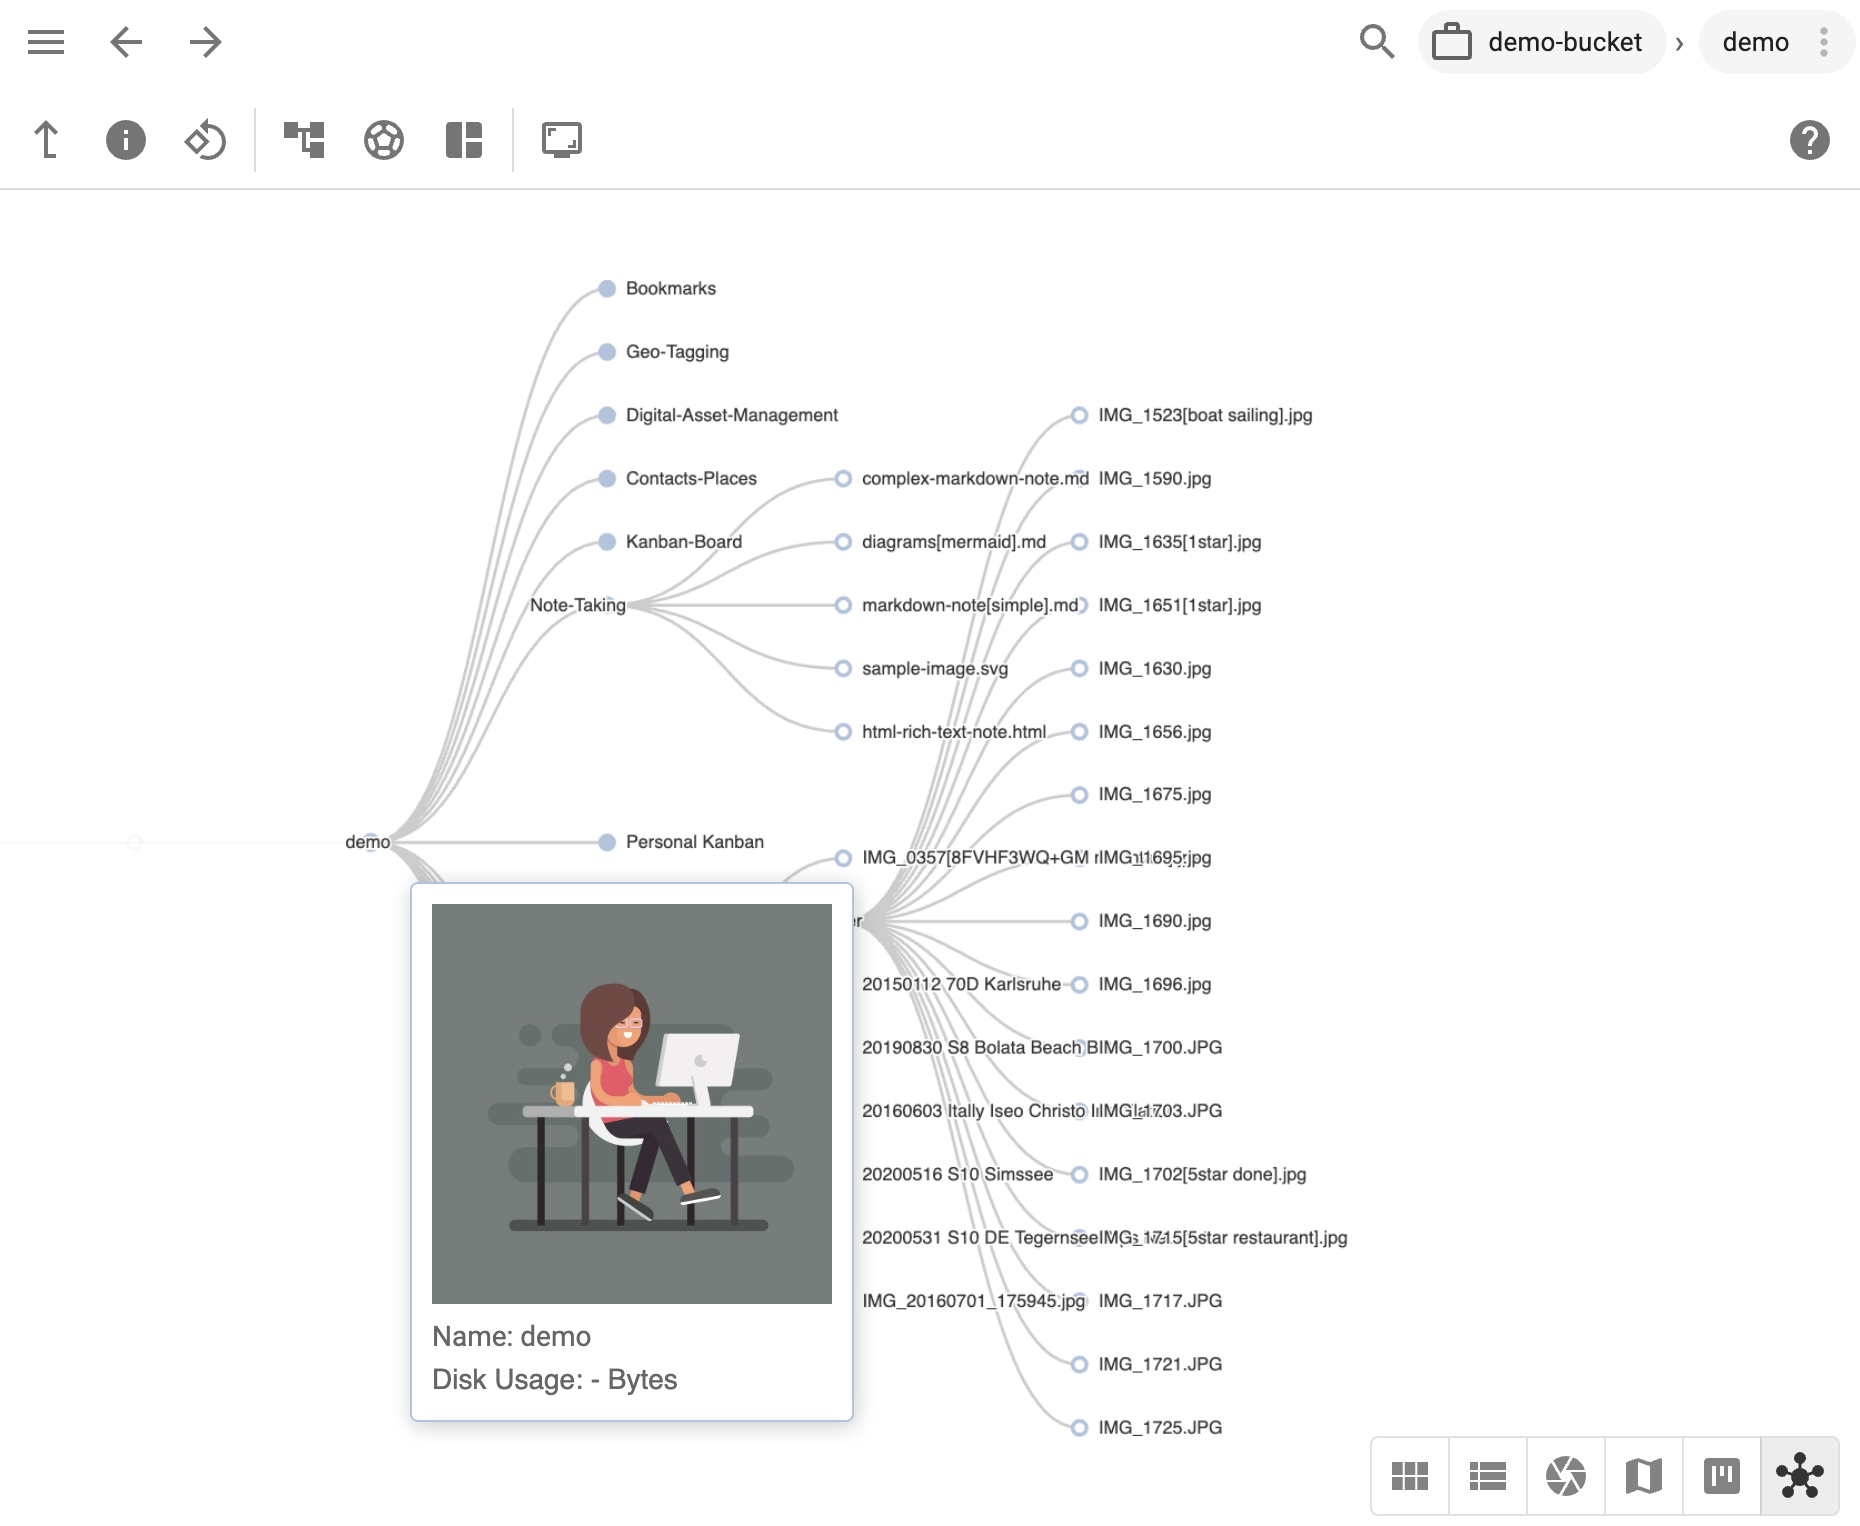 demo-bucket › demo
Bookmarks
Geo-Tagging
Digital-Asset-Management
IMG_1523[boat sailing].jpg
Contacts-Places
complex-markdown-note.md
IMG_1590.jpg
Kanban-Board
diagrams[mermaid].md
IMG_1635[1star].jpg
Note-Taking
markdown-note[simple].md
IMG_1651[1star].jpg
sample-image.svg
IMG_1630.jpg
html-rich-text-note.html
IMG_1656.jpg
IMG_1675.jpg
demo
Personal Kanban
IMG_0357[8FVHF3WQ+GM
IMG_1695.jpg
IMG_1690.jpg
20150112 70D Karlsruhe
IMG_1696.jpg
20190830 S8 Bolata Beach
IMG_1700.JPG
20160603 Itally Iseo Christo
IMG_1703.JPG
20200516 S10 Simssee
IMG_1702[5star done].jpg
20200531 S10 DE Tegernsee
IMG_1715[5star restaurant].jpg
IMG_20160701_175945.jpg
IMG_1717.JPG
IMG_1721.JPG
IMG_1725.JPG
Name: demo
Disk Usage: - Bytes